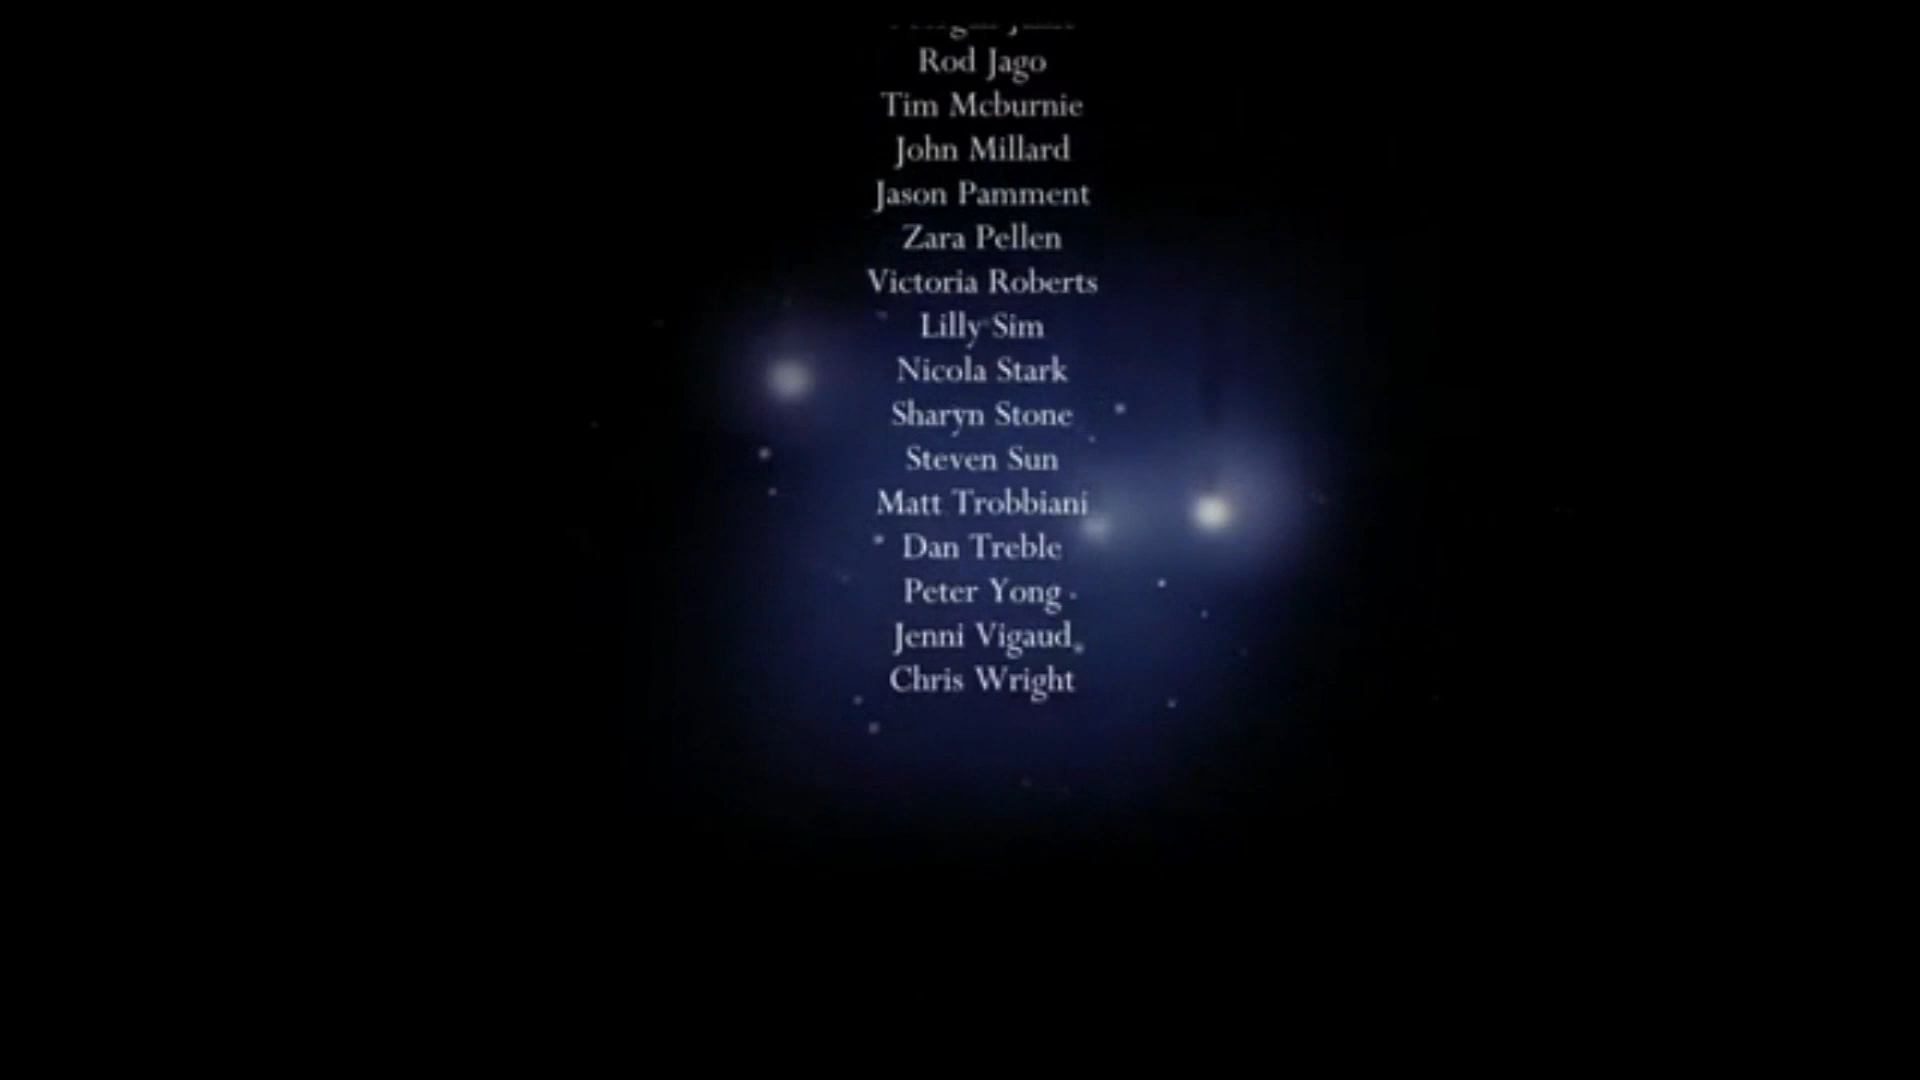 Rod Jago
Tim Mcburnie
John Millard
Jason Pamment
Zara Pellen
Victoria Roberts
Lilly Sim
Nicola Stark
Sharyn Stone
Steven Sun
Matt Trobbiani
Dan Treble
Peter Yong
Jenni Vigaud
Chris Wright